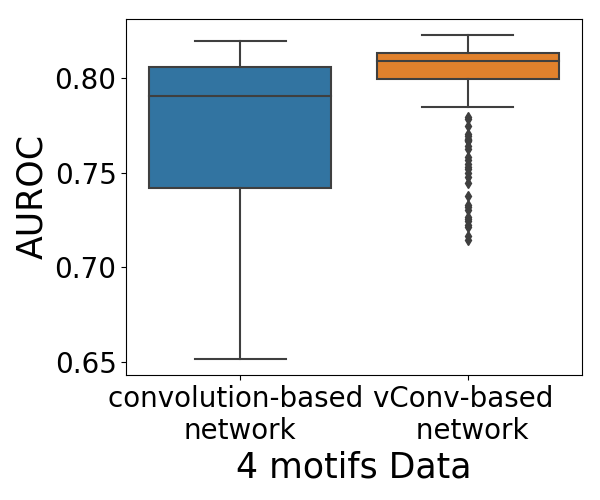 AUROC
0.80
0.75
0.70
0.65
convolution-based
network
vConv-based
network
4 motifs Data